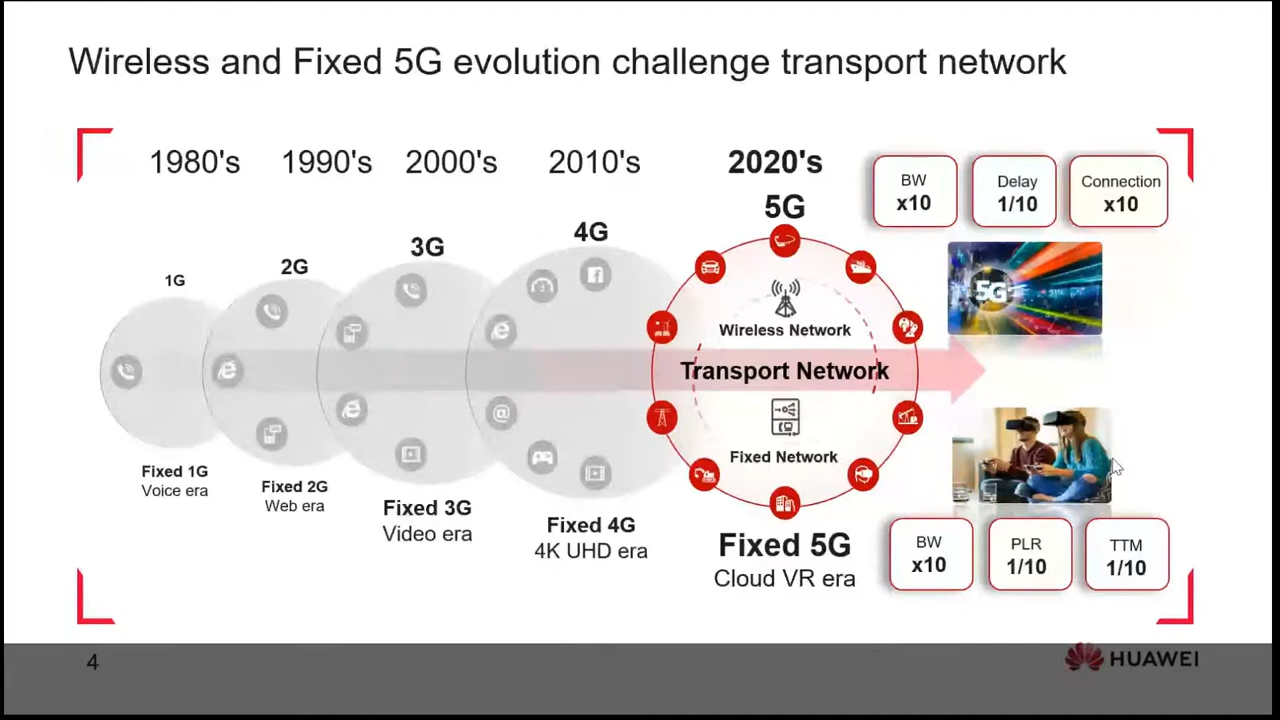 Wireless and Fixed 5G evolution challenge transport network
1980's
1990's
2000's
2010's
2020's
1G
2G
3G
4G
5G
BW
x10
Delay
1/10
Connection
x10
5G
Wireless Network
Transport Network
Fixed Network
Fixed 1G
Voice era
Fixed 2G
Web era
Fixed 3G
Video era
Fixed 4G
4K UHD era
Fixed 5G
Cloud VR era
BW
x10
PLR
1/10
TTM
1/10
4
HUAWEI